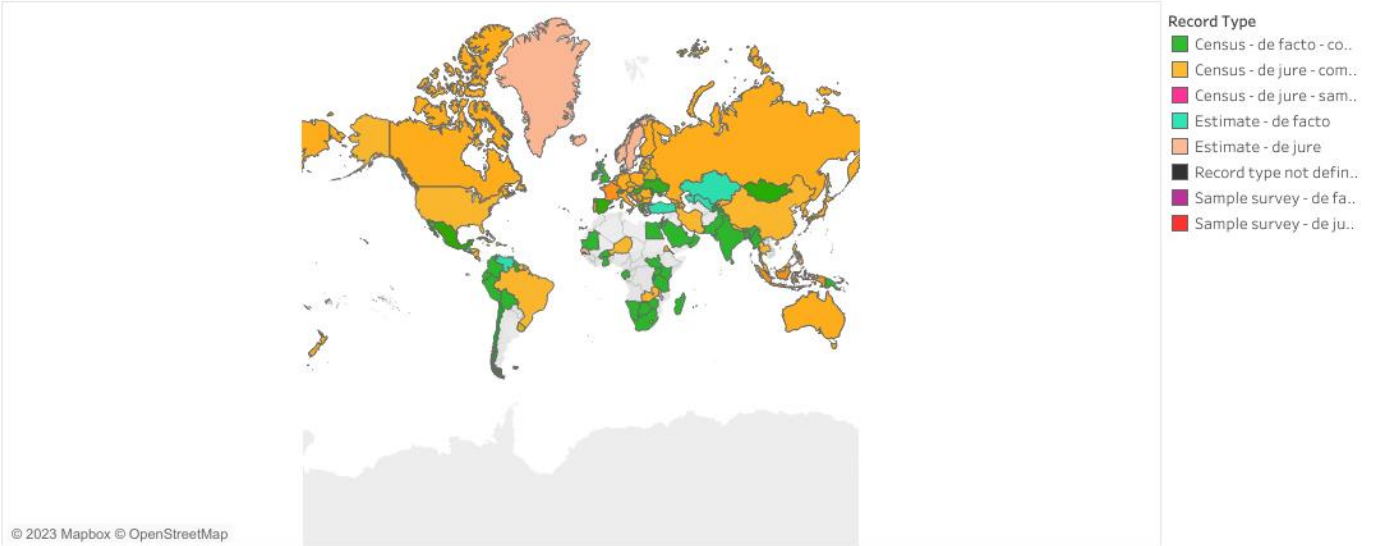 Record Type
Census - de facto - co..
Census - de jure - com..
Census - de jure - sam..
Estimate - de facto
Estimate - de jure
Record type not defin..
Sample survey - de fa..
Sample survey - de ju..
© 2023 Mapbox © OpenStreetMap